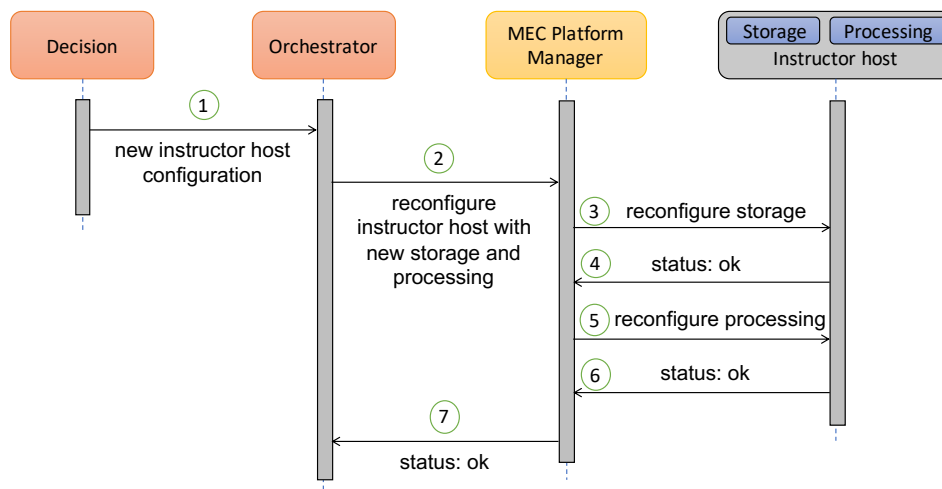 Decision
Orchestrator
MEC Platform
Manager
Storage
Processing
Instructor host
1
new instructor host
configuration
2
reconfigure
instructor host with
new storage and
processing
3
reconfigure storage
4
status: ok
5
reconfigure processing
6
status: ok
7
status: ok